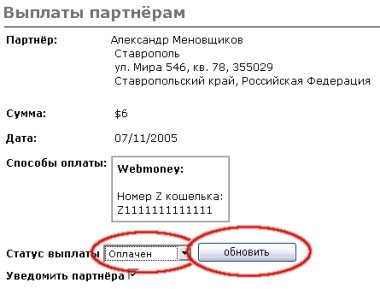 Выплаты партнёрам
Партнёр: Александр Меновщиков
Ставрополь
ул. Мира 546, кв. 78, 355029
Ставропольский край, Российская Федерация
Сумма: $6
Дата: 07/11/2005
Способы оплаты: Webmoney:
Номер Z кошелька:
Z1111111111111
Статус выплаты Оплачен обновить
Уведомить партнёра